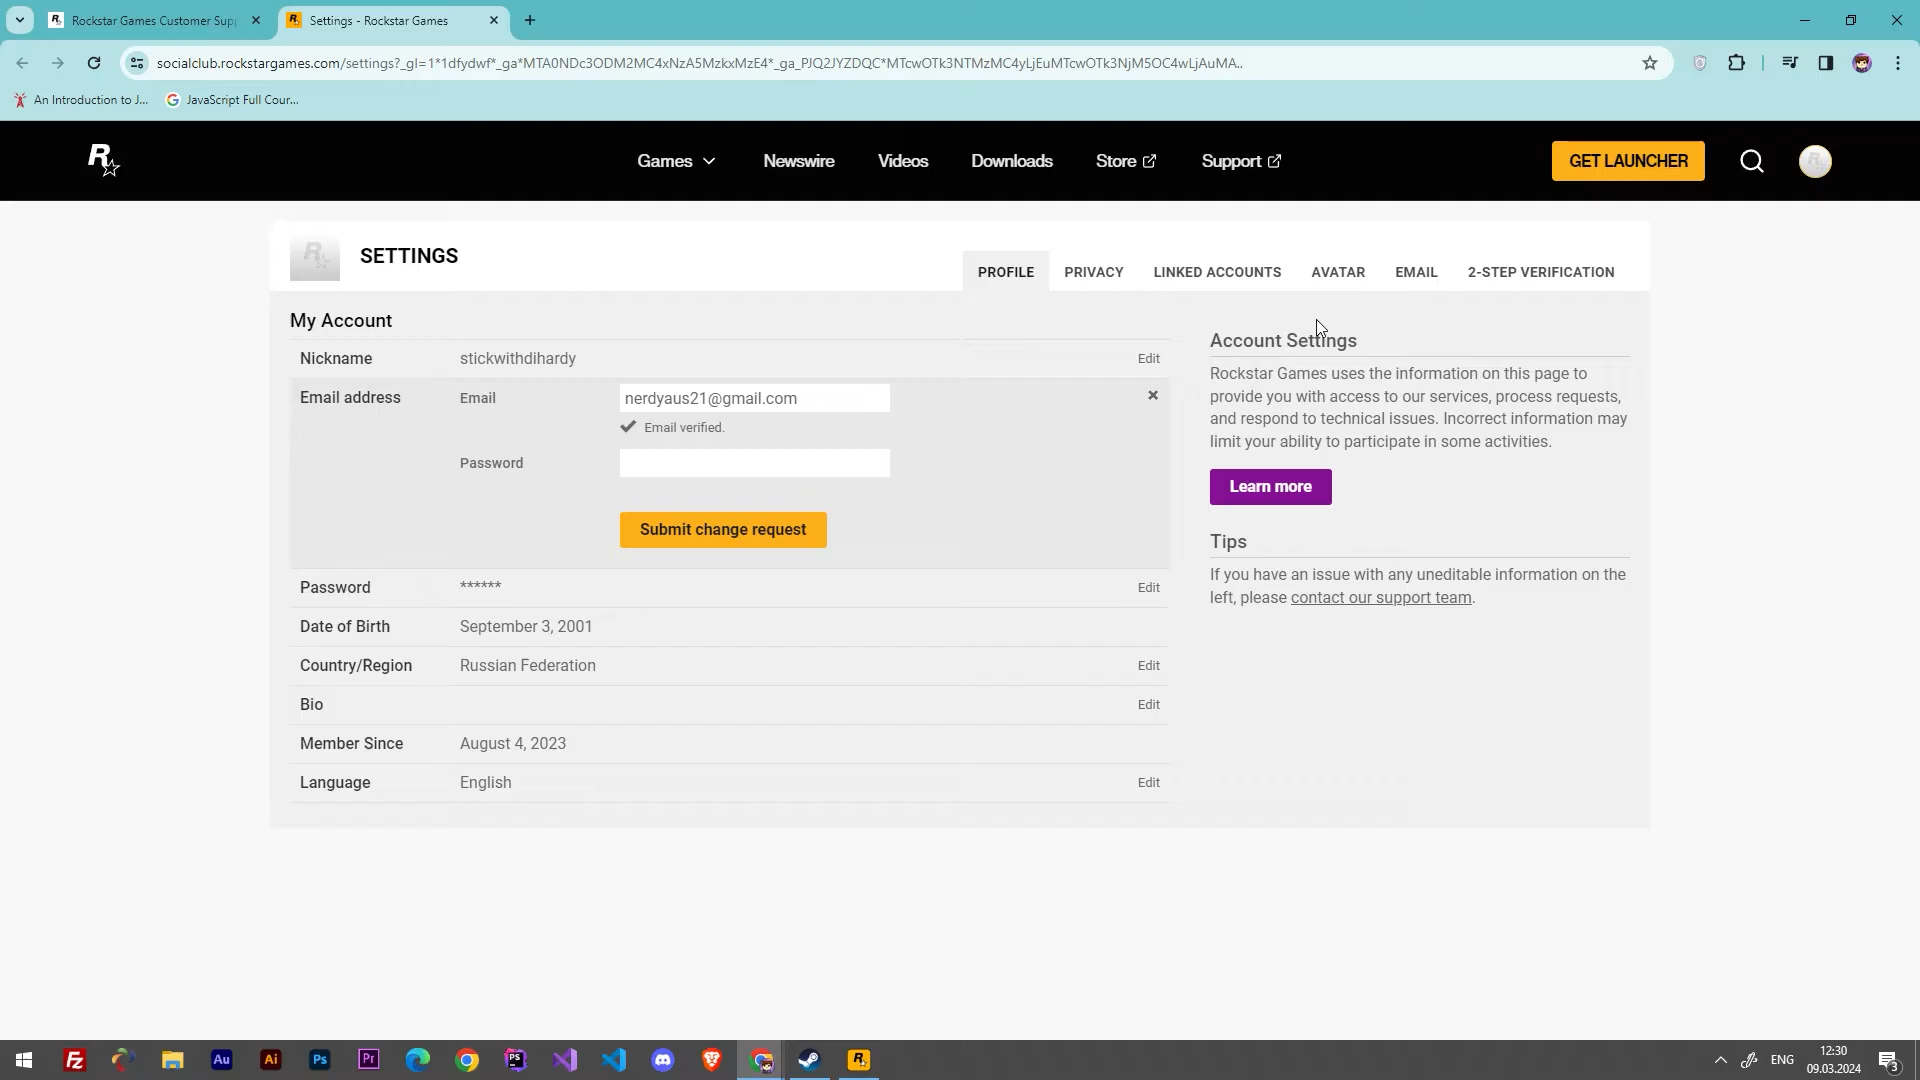 Rockstar Games Customer Sup
Settings - Rockstar Games
socialclub.rockstargames.com/settings?_gl=1*1dfydwf*_ga*MTA0NDc3ODM2MC4xNzA5MzkxMzE4*_ga_PJQ2JYZDQC*MTcwOTk3NTMzMC4yLjEuMTcwOTk3NjM5OC4wLjAuMA..
An Introduction to J...
JavaScript Full Cour...
R
Games
Newswire
Videos
Downloads
Store
Support
GET LAUNCHER
SETTINGS
PROFILE
PRIVACY
LINKED ACCOUNTS
AVATAR
EMAIL
2-STEP VERIFICATION
My Account
Nickname
stickwithdihardy
Edit
Email address
Email
nerdyaus21@gmail.com
Email verified.
Password
Submit change request
Password
******
Edit
Date of Birth
September 3, 2001
Country/Region
Russian Federation
Edit
Bio
Edit
Member Since
August 4, 2023
Language
English
Edit
Account Settings
Rockstar Games uses the information on this page to
provide you with access to our services, process requests,
and respond to technical issues. Incorrect information may
limit your ability to participate in some activities.
Learn more
Tips
If you have an issue with any uneditable information on the
left, please contact our support team.
Fz
Au
Ai
Ps
Pr
PS
R
ENG
12:30
09.03.2024
3